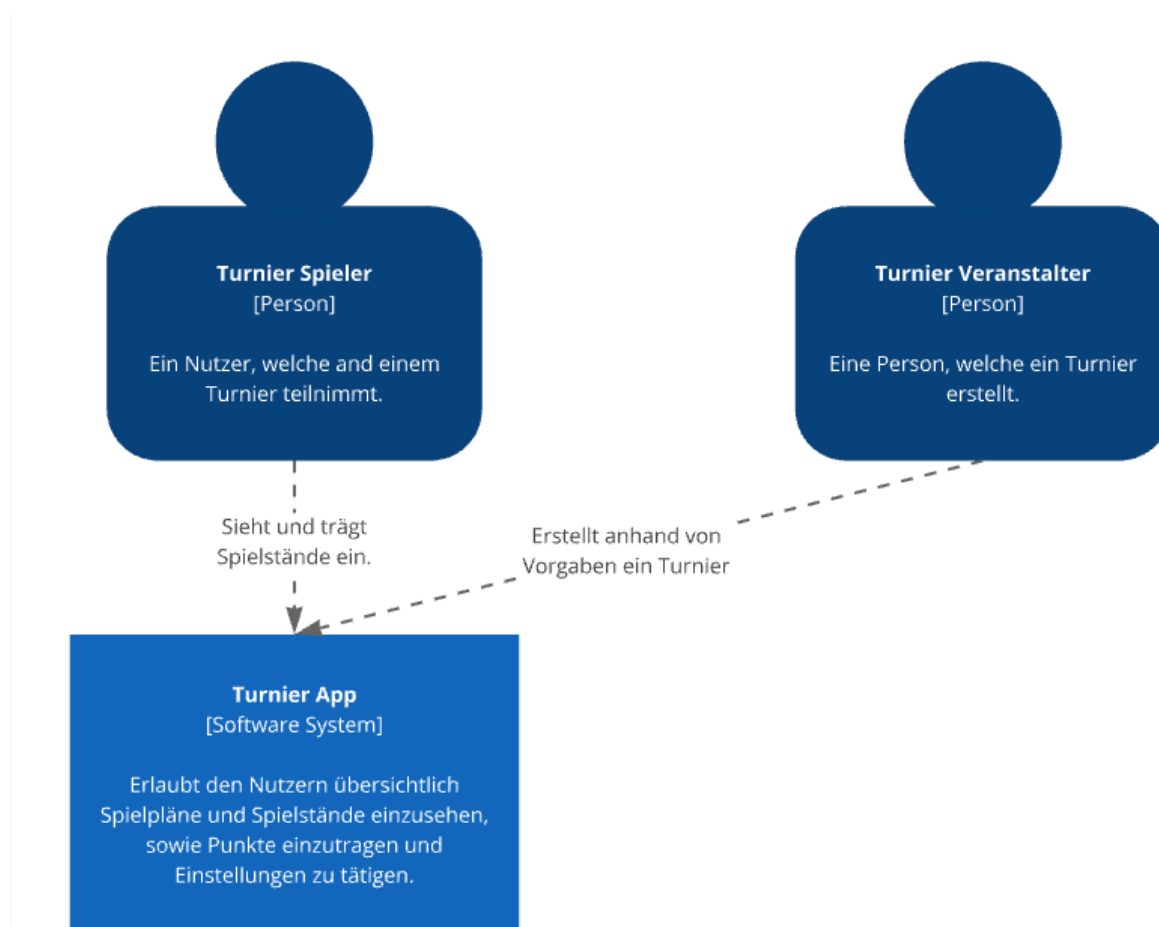 Turnier Spieler
[Person]
Ein Nutzer, welche and einem
Turnier teilnimmt.
Turnier Veranstalter
[Person]
Eine Person, welche ein Turnier
erstellt.
Sieht und trägt
Spielstände ein.
Erstellt anhand von
Vorgaben ein Turnier
Turnier App
[Software System]
Erlaubt den Nutzern übersichtlich
Spielpläne und Spielstände einzusehen,
sowie Punkte einzutragen und
Einstellungen zu tätigen.